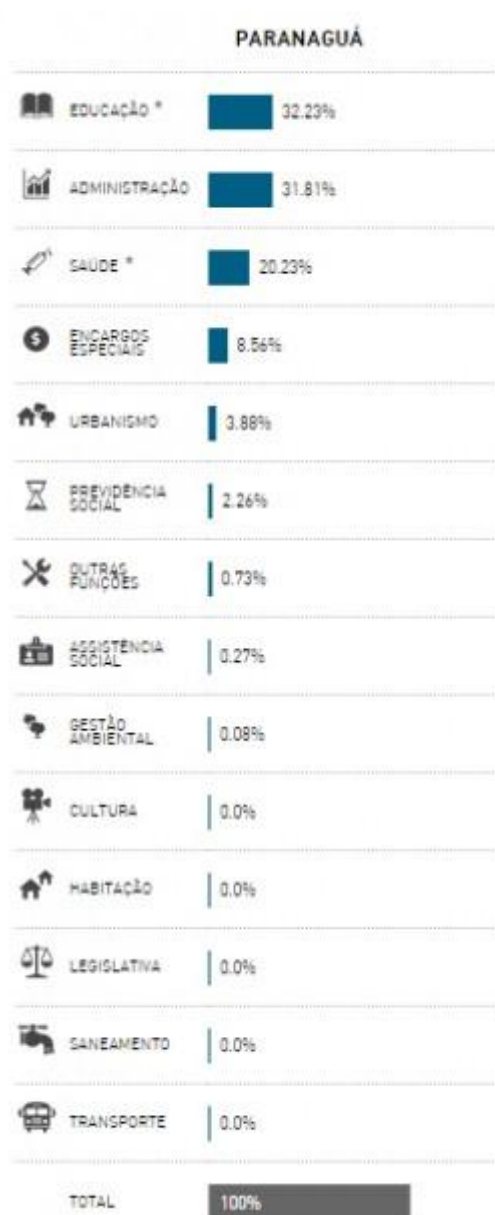 PARANAGUÁ
EDUCAÇÃO * 32.23%
ADMINISTRAÇÃO 31.81%
SAÚDE * 20.23%
ENCARGOS
ESPECIAIS 8.56%
URBANISMO 3.88%
PREVIDÊNCIA
SOCIAL 2.26%
OUTRAS
FUNÇÕES 0.73%
ASSISTÊNCIA
SOCIAL 0.27%
GESTÃO
AMBIENTAL 0.08%
CULTURA 0.0%
HABITAÇÃO 0.0%
LEGISLATIVA 0.0%
SANEAMENTO 0.0%
TRANSPORTE 0.0%
TOTAL 100%